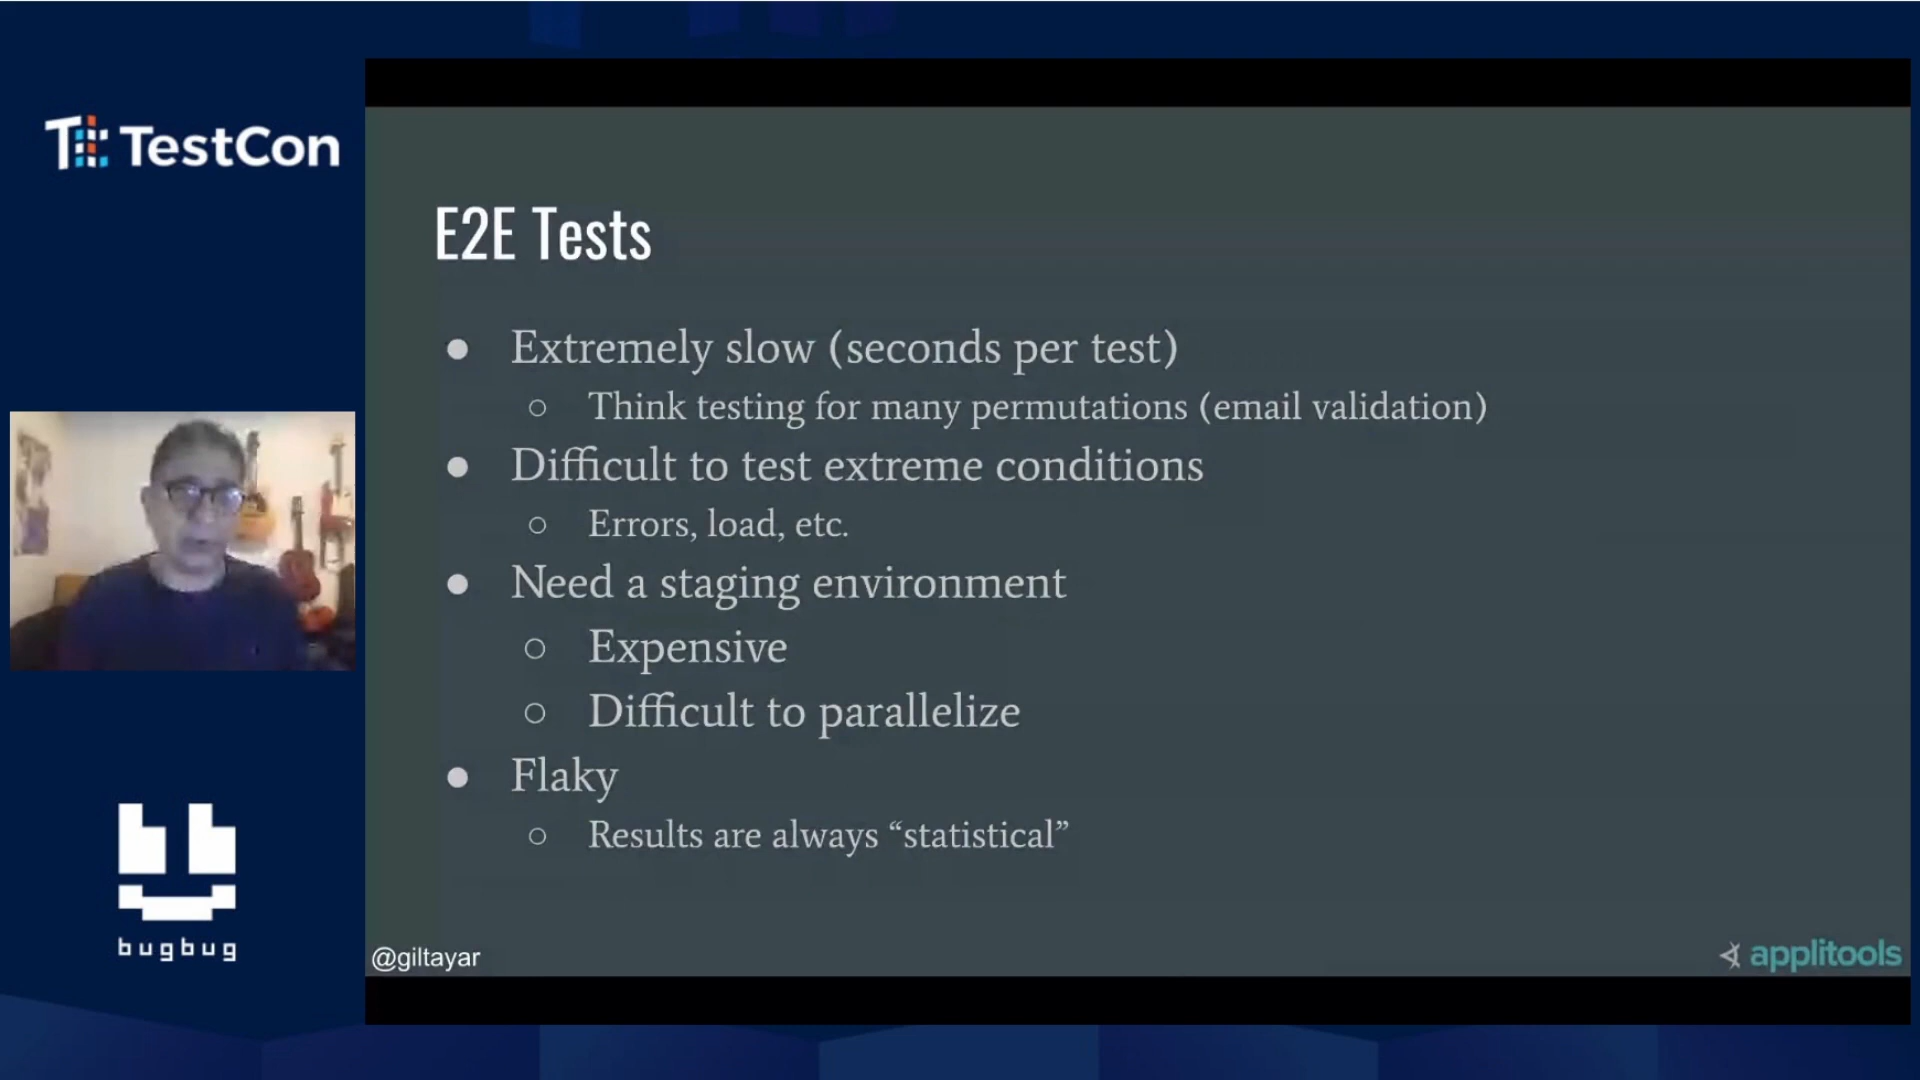 TestCon
E2E Tests
● Extremely slow (seconds per test)
○ Think testing for many permutations (email validation)
● Difficult to test extreme conditions
○ Errors, load, etc.
● Need a staging environment
○ Expensive
○ Difficult to parallelize
● Flaky
○ Results are always “statistical”
bugbug
@giltayar
applitools